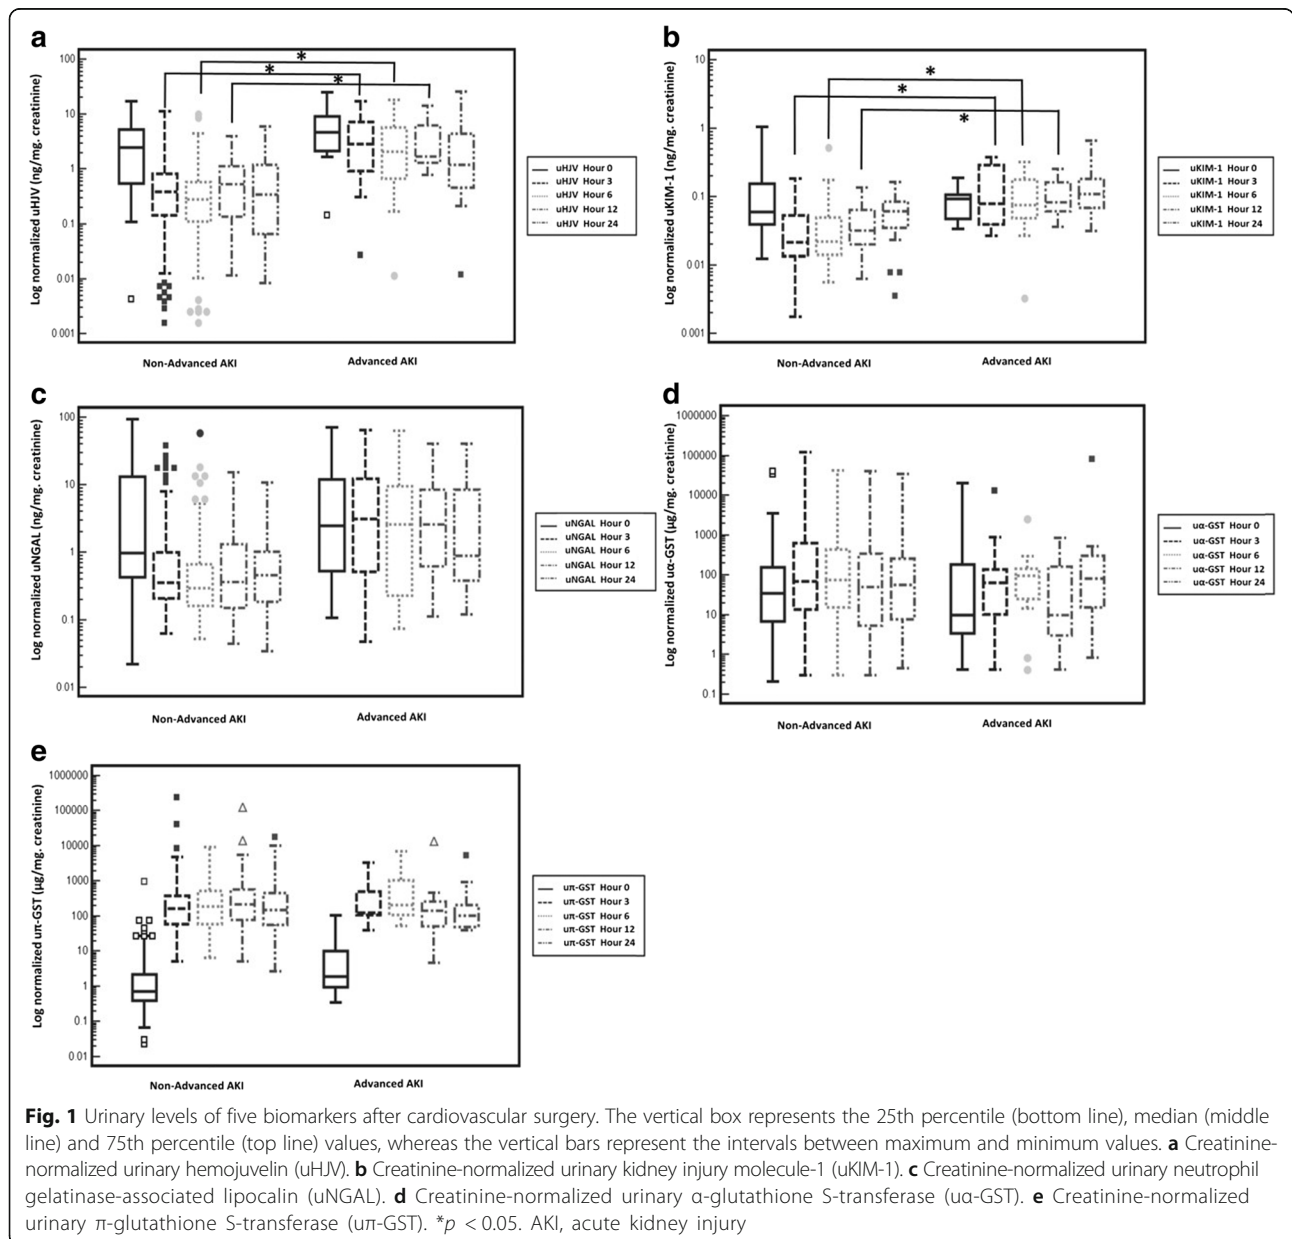 a
Log normalized uHJV (ng/mg. creatinine)
100
10
1
0.1
0.01
0.001
*
*
*
Non-Advanced AKI
Advanced AKI
uHJV Hour 0
uHJV Hour 3
uHJV Hour 6
uHJV Hour 12
uHJV Hour 24
b
Log normalized uKIM-1 (ng/mg. creatinine)
10
1
0.1
0.01
0.001
*
*
*
Non-Advanced AKI
Advanced AKI
uKIM-1 Hour 0
uKIM-1 Hour 3
uKIM-1 Hour 6
uKIM-1 Hour 12
uKIM-1 Hour 24
c
Log normalized uNGAL (ng/mg. creatinine)
100
10
1
0.1
0.01
Non-Advanced AKI
Advanced AKI
uNGAL Hour 0
uNGAL Hour 3
uNGAL Hour 6
uNGAL Hour 12
uNGAL Hour 24
d
Log normalized uα-GST (µg/mg. creatinine)
1000000
100000
10000
1000
100
10
1
0.1
Non-Advanced AKI
Advanced AKI
uα-GST Hour 0
uα-GST Hour 3
uα-GST Hour 6
uα-GST Hour 12
uα-GST Hour 24
e
Log normalized uπ-GST (µg/mg. creatinine)
1000000
100000
10000
1000
100
10
1
0.1
0.01
Non-Advanced AKI
Advanced AKI
uπ-GST Hour 0
uπ-GST Hour 3
uπ-GST Hour 6
uπ-GST Hour 12
uπ-GST Hour 24
Fig. 1 Urinary levels of five biomarkers after cardiovascular surgery. The vertical box represents the 25th percentile (bottom line), median (middle
line) and 75th percentile (top line) values, whereas the vertical bars represent the intervals between maximum and minimum values. a Creatinine-
normalized urinary hemojuvelin (uHJV). b Creatinine-normalized urinary kidney injury molecule-1 (uKIM-1). c Creatinine-normalized urinary neutrophil
gelatinase-associated lipocalin (uNGAL). d Creatinine-normalized urinary α-glutathione S-transferase (uα-GST). e Creatinine-normalized
urinary π-glutathione S-transferase (uπ-GST). *p < 0.05. AKI, acute kidney injury